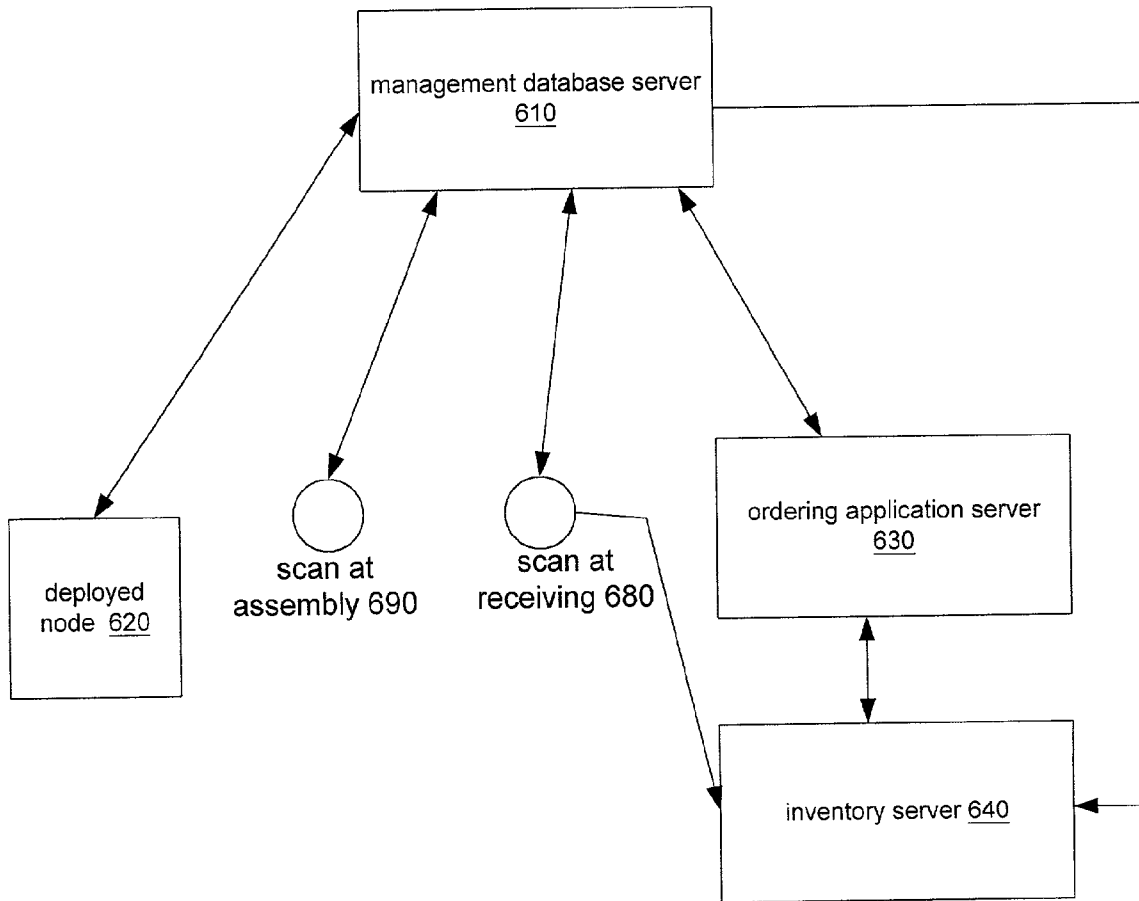 management database server
610
ordering application server
630
scan at
assembly 690
scan at
receiving 680
deployed
node 620
inventory server 640